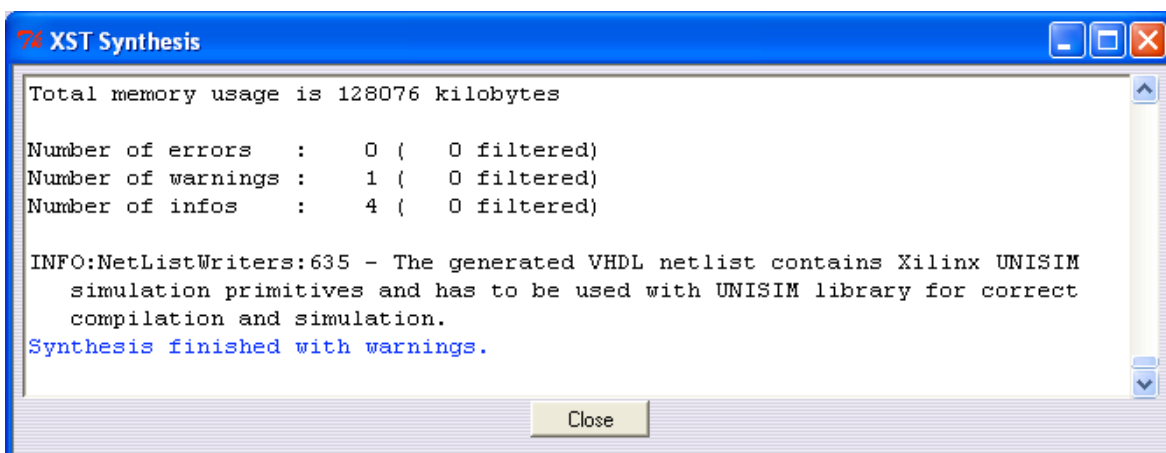 XST Synthesis
Total memory usage is 128076 kilobytes
Number of errors   :    0 (   0 filtered)
Number of warnings :    1 (   0 filtered)
Number of infos    :    4 (   0 filtered)
INFO:NetListWriters:635 - The generated VHDL netlist contains Xilinx UNISIM
simulation primitives and has to be used with UNISIM library for correct
compilation and simulation.
Synthesis finished with warnings.
Close